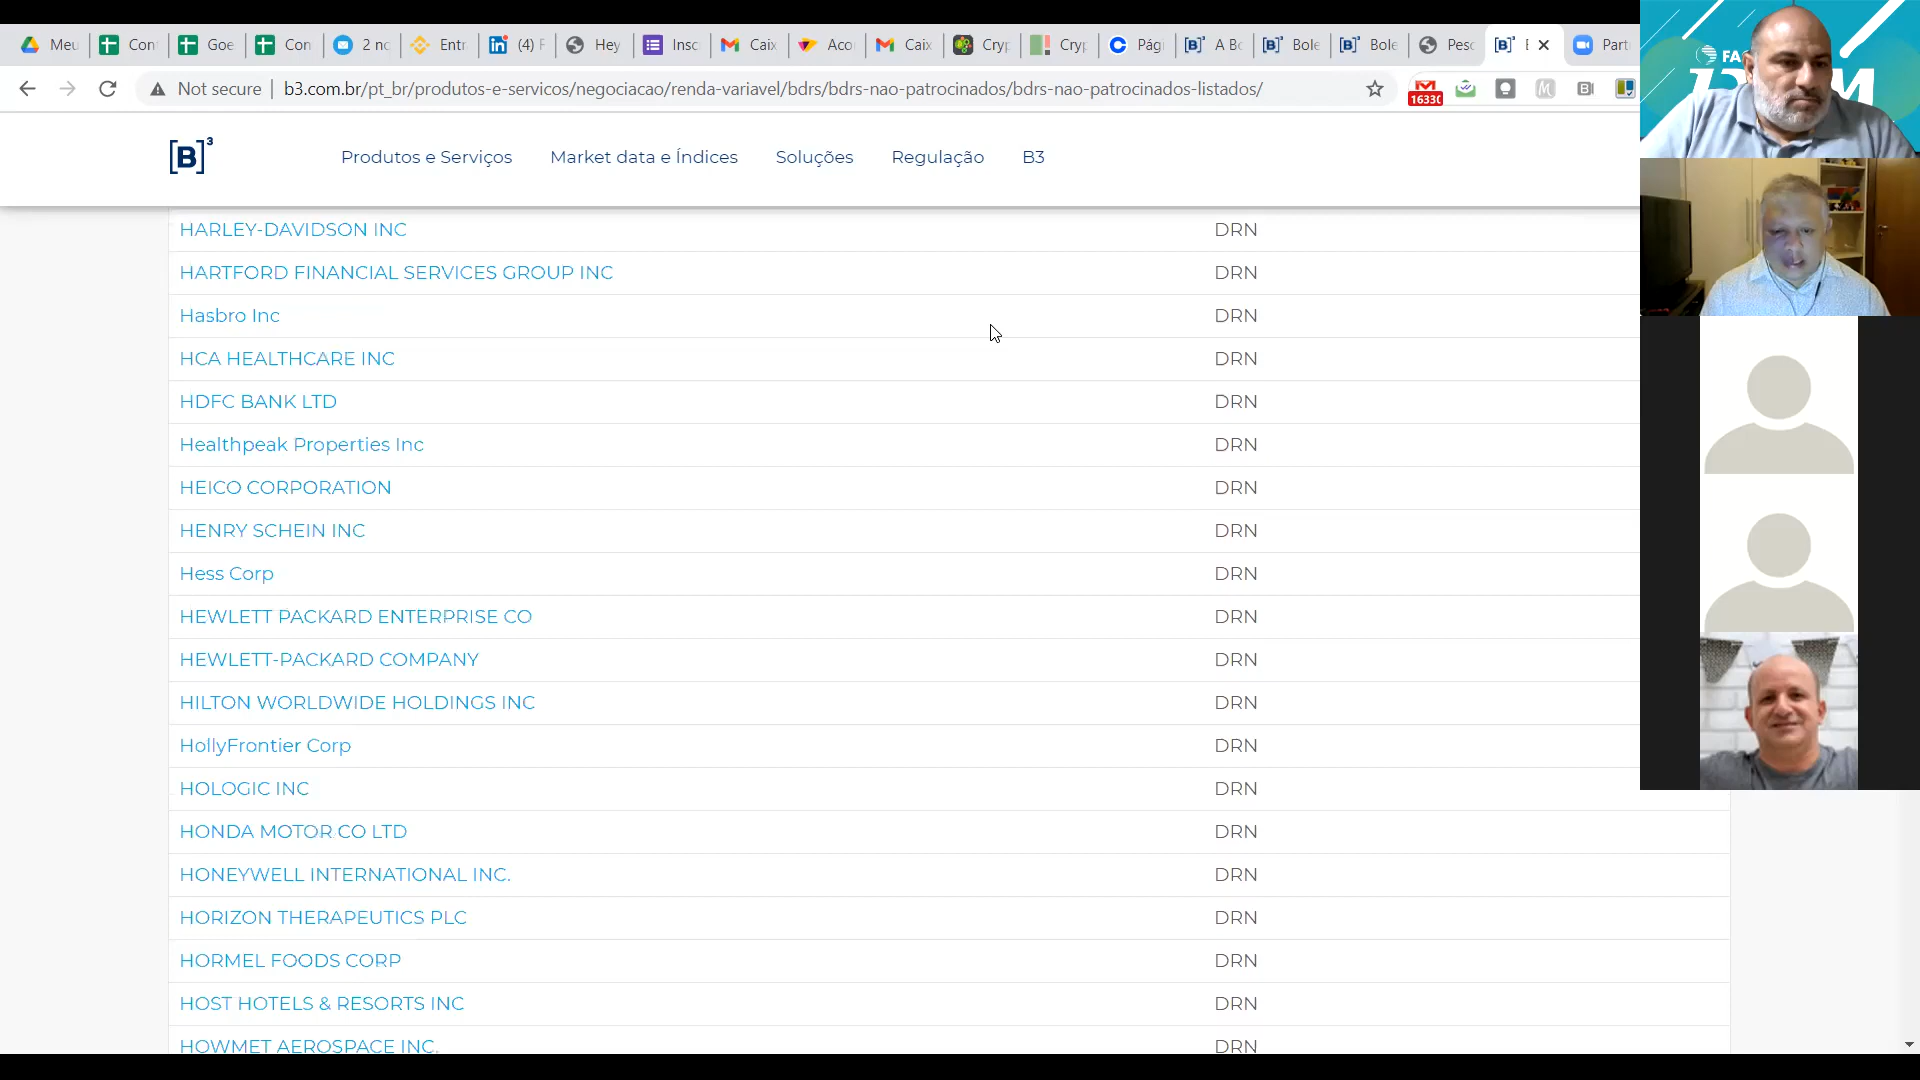 Meu
Con
Goe
Con
2 no
Entr
(4) F
Hey
Insc
Caix
Aco
Caix
Cryp
Cryp
Pági
A Bo
Bole
Bole
Pesc
Part
Not secure
b3.com.br/pt_br/produtos-e-servicos/negociacao/renda-variavel/bdrs/bdrs-nao-patrocinados/bdrs-nao-patrocinados-listados/
16330
[B]³
Produtos e Serviços
Market data e Índices
Soluções
Regulação
B3
HARLEY-DAVIDSON INC DRN
HARTFORD FINANCIAL SERVICES GROUP INC DRN
Hasbro Inc DRN
HCA HEALTHCARE INC DRN
HDFC BANK LTD DRN
Healthpeak Properties Inc DRN
HEICO CORPORATION DRN
HENRY SCHEIN INC DRN
Hess Corp DRN
HEWLETT PACKARD ENTERPRISE CO DRN
HEWLETT-PACKARD COMPANY DRN
HILTON WORLDWIDE HOLDINGS INC DRN
HollyFrontier Corp DRN
HOLOGIC INC DRN
HONDA MOTOR CO LTD DRN
HONEYWELL INTERNATIONAL INC. DRN
HORIZON THERAPEUTICS PLC DRN
HORMEL FOODS CORP DRN
HOST HOTELS & RESORTS INC DRN
HOWMET AEROSPACE INC. DRN